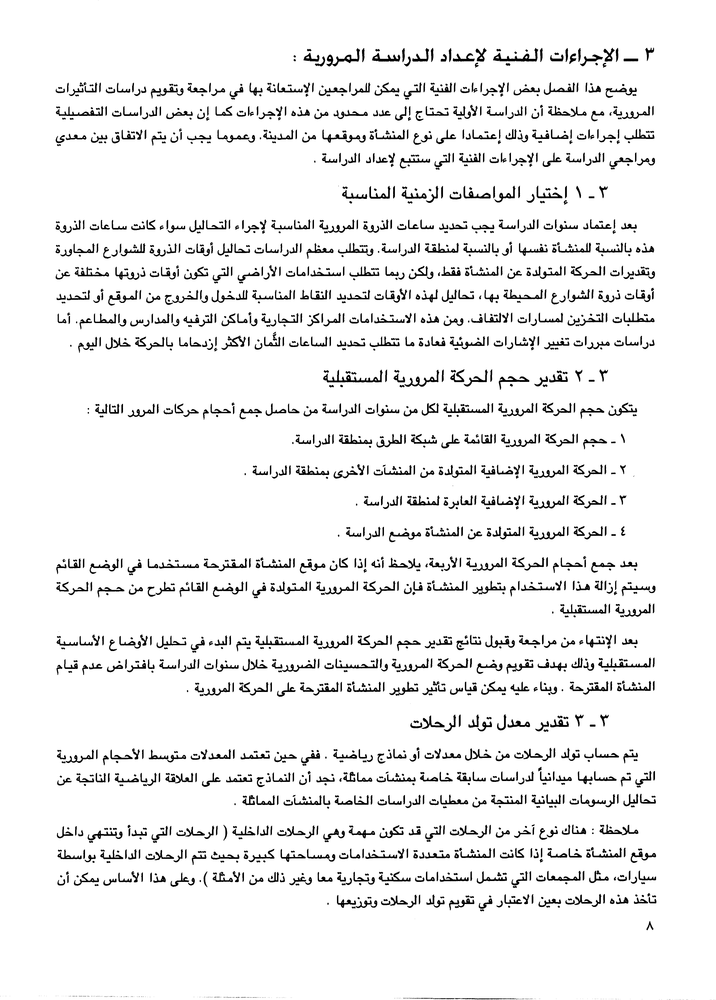 ٣ ـ الإجراءات الفنية لإعداد الدراسة المرورية :
يوضح هذا الفصل بعض الإجراءات الفنية التي يمكن للمراجعين الإستعانة بها في مراجعة وتقويم دراسات التأثيرات
المرورية، مع ملاحظة أن الدراسة الأولية تحتاج إلى عدد محدود من هذه الإجراءات كما إن بعض الدراسات التفصيلية
تتطلب إجراءات إضافية وذلك إعتمادا على نوع المنشأة وموقعها من المدينة. وعموما يجب أن يتم الاتفاق بين معدي
ومراجعي الدراسة على الإجراءات الفنية التي ستتبع لإعداد الدراسة .
٣ ـ ١ إختيار المواصفات الزمنية المناسبة
بعد إعتماد سنوات الدراسة يجب تحديد ساعات الذروة المرورية المناسبة لإجراء التحاليل سواء كانت ساعات الذروة
هذه بالنسبة للمنشأة نفسها أو بالنسبة لمنطقة الدراسة. وتتطلب معظم الدراسات تحاليل أوقات الذروة للشوارع المجاورة
وتقديرات الحركة المتولدة عن المنشأة فقط، ولكن ربما تتطلب استخدامات الأراضي التي تكون أوقات ذروتها مختلفة عن
أوقات ذروة الشوارع المحيطة بها، تحاليل لهذه الأوقات لتحديد النقاط المناسبة للدخول والخروج من الموقع أو لتحديد
متطلبات التخزين لمسارات الالتفاف. ومن هذه الاستخدامات المراكز التجارية وأماكن الترفيه والمدارس والمطاعم. أما
دراسات مبررات تغيير الإشارات الضوئية فعادة ما تتطلب تحديد الساعات الثَّمان الأكثر إزدحاما بالحركة خلال اليوم .
٣ ـ ٢ تقدير حجم الحركة المرورية المستقبلية
يتكون حجم الحركة المرورية المستقبلية لكل من سنوات الدراسة من حاصل جمع أحجام حركات المرور التالية :
١ ـ حجم الحركة المرورية القائمة على شبكة الطرق بمنطقة الدراسة.
٢ ـ الحركة المرورية الإضافية المتولدة من المنشآت الأخرى بمنطقة الدراسة .
٣ ـ الحركة المرورية الإضافية العابرة لمنطقة الدراسة .
٤ ـ الحركة المرورية المتولدة عن المنشأة موضع الدراسة .
بعد جمع أحجام الحركة المرورية الأربعة، يلاحظ أنه إذا كان موقع المنشأة المقترحة مستخدما في الوضع القائم
وسيتم إزالة هذا الاستخدام بتطوير المنشأة فإن الحركة المرورية المتولدة في الوضع القائم تطرح من حجم الحركة
المرورية المستقبلية .
بعد الإنتهاء من مراجعة وقبول نتائج تقدير حجم الحركة المرورية المستقبلية يتم البدء في تحليل الأوضاع الأساسية
المستقبلية وذلك بهدف تقويم وضع الحركة المرورية والتحسينات الضرورية خلال سنوات الدراسة بافتراض عدم قيام
المنشأة المقترحة . وبناء عليه يمكن قياس تأثير تطوير المنشأة المقترحة على الحركة المرورية .
٣ ـ ٣ تقدير معدل تولد الرحلات
يتم حساب تولد الرحلات من خلال معدلات أو نماذج رياضية . ففي حين تعتمد المعدلات متوسط الأحجام المرورية
التي تم حسابها ميدانياً لدراسات سابقة خاصة بمنشآت مماثلة، نجد أن النماذج تعتمد على العلاقة الرياضية الناتجة عن
تحاليل الرسومات البيانية المنتجة من معطيات الدراسات الخاصة بالمنشآت المماثلة .
ملاحظة : هناك نوع آخر من الرحلات التي قد تكون مهمة وهي الرحلات الداخلية ( الرحلات التي تبدأ وتنتهي داخل
موقع المنشأة خاصة إذا كانت المنشأة متعددة الاستخدامات ومساحتها كبيرة بحيث تتم الرحلات الداخلية بواسطة
سيارات، مثل المجمعات التي تشمل استخدامات سكنية وتجارية معا وغير ذلك من الأمثلة ). وعلى هذا الأساس يمكن أن
تأخذ هذه الرحلات بعين الاعتبار في تقويم تولد الرحلات وتوزيعها .
٨